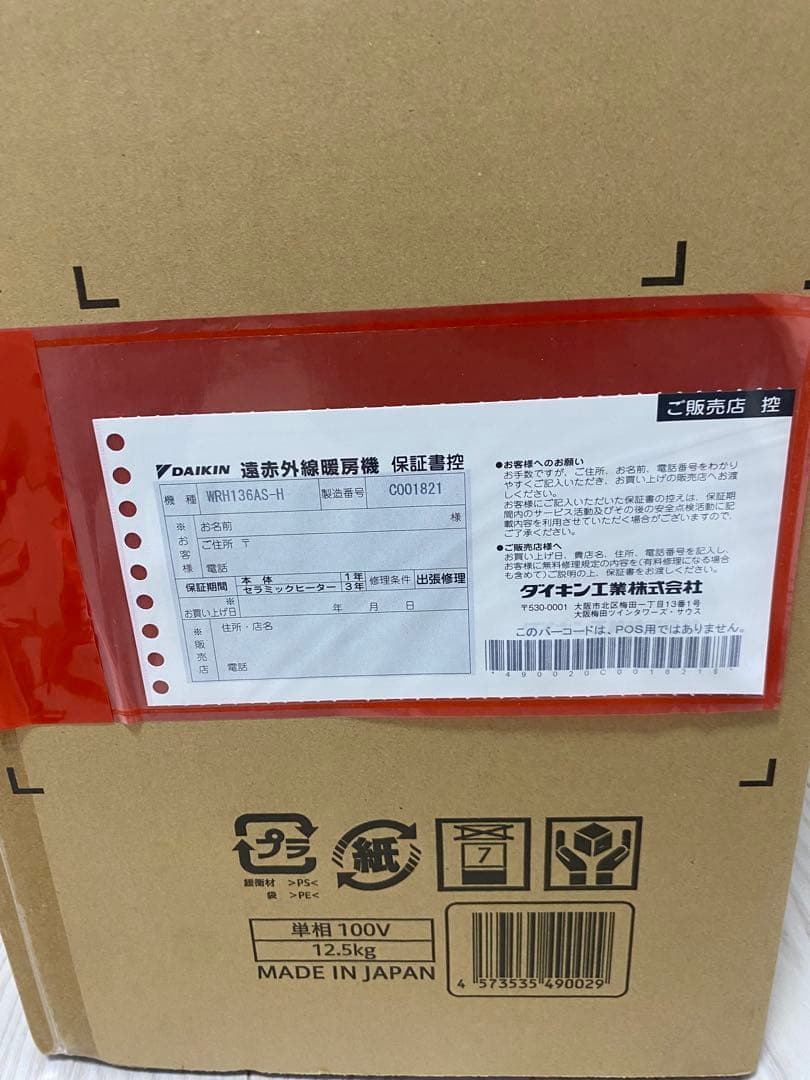 ご販売店 控
DAIKIN 遠赤外線暖房機 保証書控
機種 WRH136AS-H 製造番号 C001821
※お客様
お名前 様
ご住所 〒
電話
保証期間 本体 1年 セラミックヒーター 3年 修理条件 出張修理
※お買い上げ日 年 月 日
※販売店
住所・店名
電話
●お客様へのお願い
お手数ですが、ご住所、お名前、電話番号をわかり
やすくご記入いただき、お買い上げの販売店へお渡
しください。
お客様にご記入いただいた保証書の控えは、保証期
間内のサービス活動及びその後の安全点検活動に記
載内容を利用させていただく場合がございますので、
ご了承ください。
●ご販売店様へ
お買い上げ日、貴店名、住所、電話番号を記入し、
お客様に無料修理規定の内容を(有料修理になる場合
も含めて)ご説明の上、保証書をお渡しください。
ダイキン工業株式会社
〒530-0001 大阪市北区梅田一丁目13番1号
大阪梅田ツインタワーズ・サウス
このバーコードは、POS用ではありません。
*490020C001821S*
プラ
緩衝材 >PS<
袋 >PE<
紙
7
単相 100V
12.5kg
MADE IN JAPAN
4 573535 490029